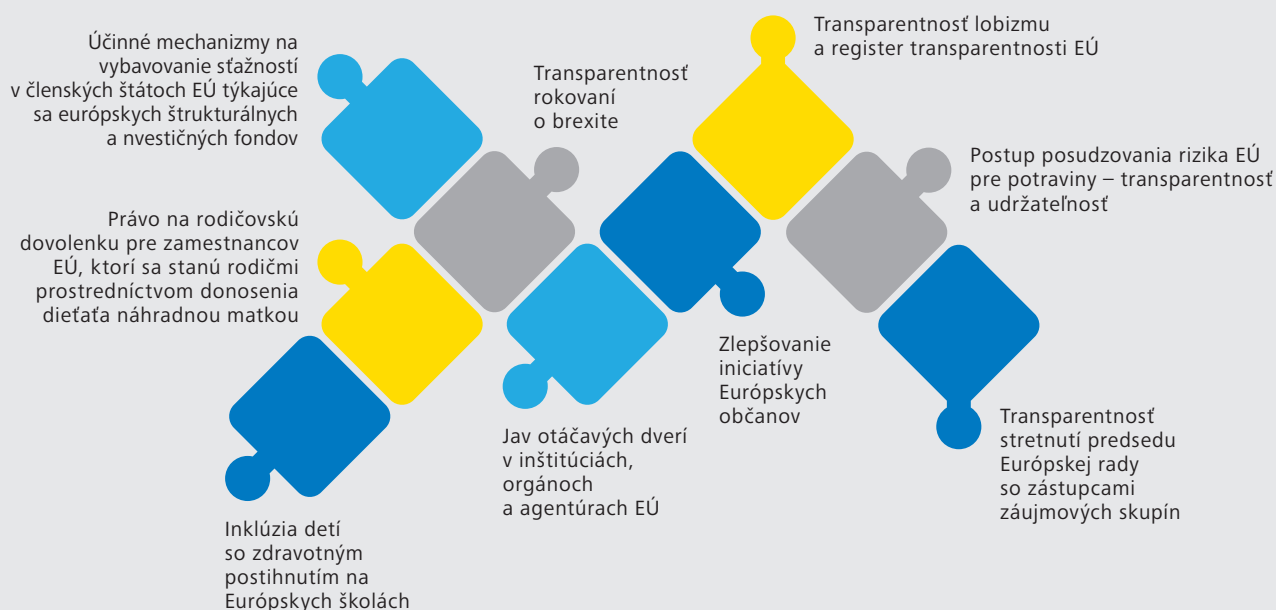 Účinné mechanizmy na
vybavovanie sťažností
v členských štátoch EÚ týkajúce
sa európskych štrukturálnych
a nvestičných fondov
Transparentnosť
rokovaní
o brexite
Transparentnosť lobizmu
a register transparentnosti EÚ
Postup posudzovania rizika EÚ
pre potraviny – transparentnosť
a udržateľnosť
Právo na rodičovskú
dovolenku pre zamestnancov
EÚ, ktorí sa stanú rodičmi
prostredníctvom donosenia
dieťaťa náhradnou matkou
Zlepšovanie
iniciatívy
Európskych
občanov
Transparentnosť
stretnutí predsedu
Európskej rady
so zástupcami
záujmových skupín
Jav otáčavých dverí
v inštitúciách,
orgánoch
a agentúrach EÚ
Inklúzia detí
so zdravotným
postihnutím na
Európskych školách